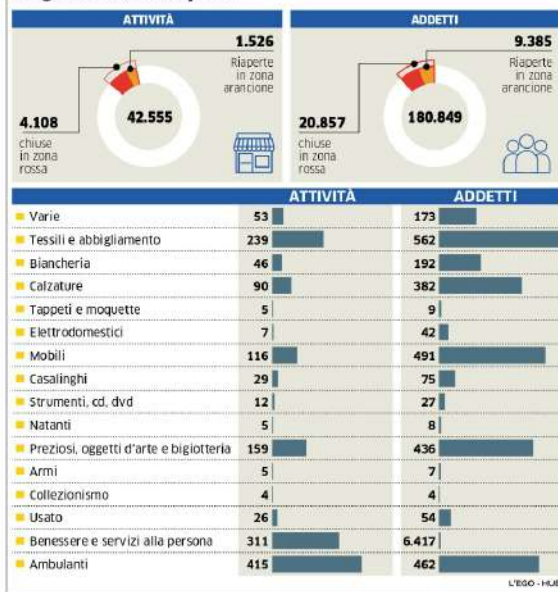 ATTIVITÀ
1.526
Riaperte
in zona
arancione
42.555
4.108
chiuse
in zona
rossa
ADDETTI
9.385
Riaperte
in zona
arancione
180.849
20.857
chiuse
in zona
rossa
ATTIVITÀ ADDETTI
Varie 53 173
Tessili e abbigliamento 239 562
Biancheria 46 192
Calzature 90 382
Tappeti e moquette 5 9
Elettrodomestici 7 42
Mobili 116 491
Casalinghi 29 75
Strumenti, cd, dvd 12 27
Natanti 5 8
Preziosi, oggetti d'arte e bigiotteria 159 436
Armi 5 7
Collezionismo 4 4
Usato 26 54
Benessere e servizi alla persona 311 6.417
Ambulanti 415 462
L'EGO - HUB